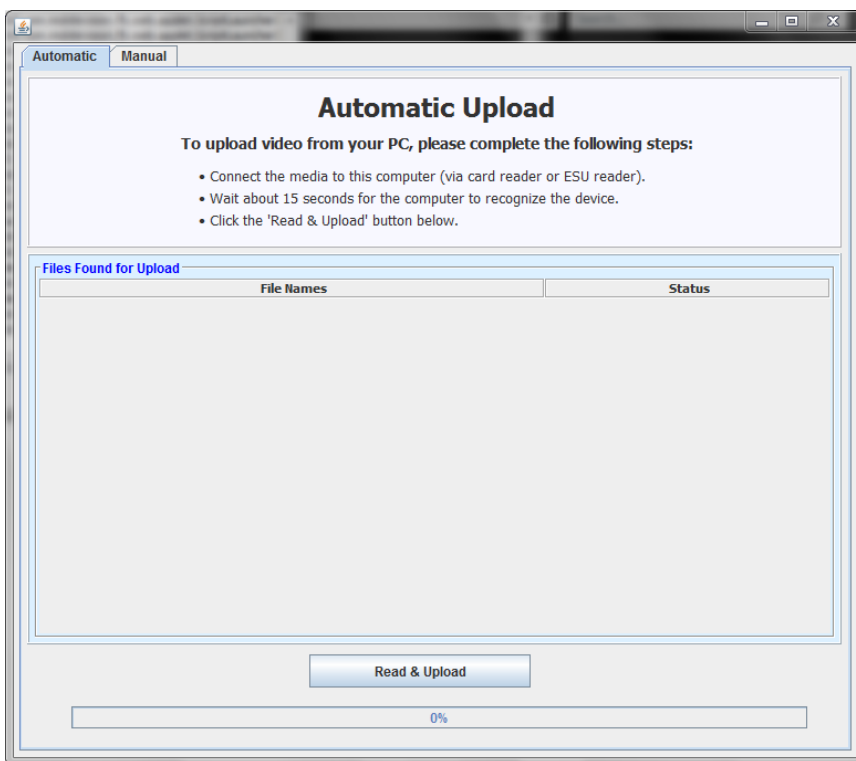 Automatic Manual
Automatic Upload
To upload video from your PC, please complete the following steps:
• Connect the media to this computer (via card reader or ESU reader).
• Wait about 15 seconds for the computer to recognize the device.
• Click the 'Read & Upload' button below.
Files Found for Upload
File Names Status
Read & Upload
0%